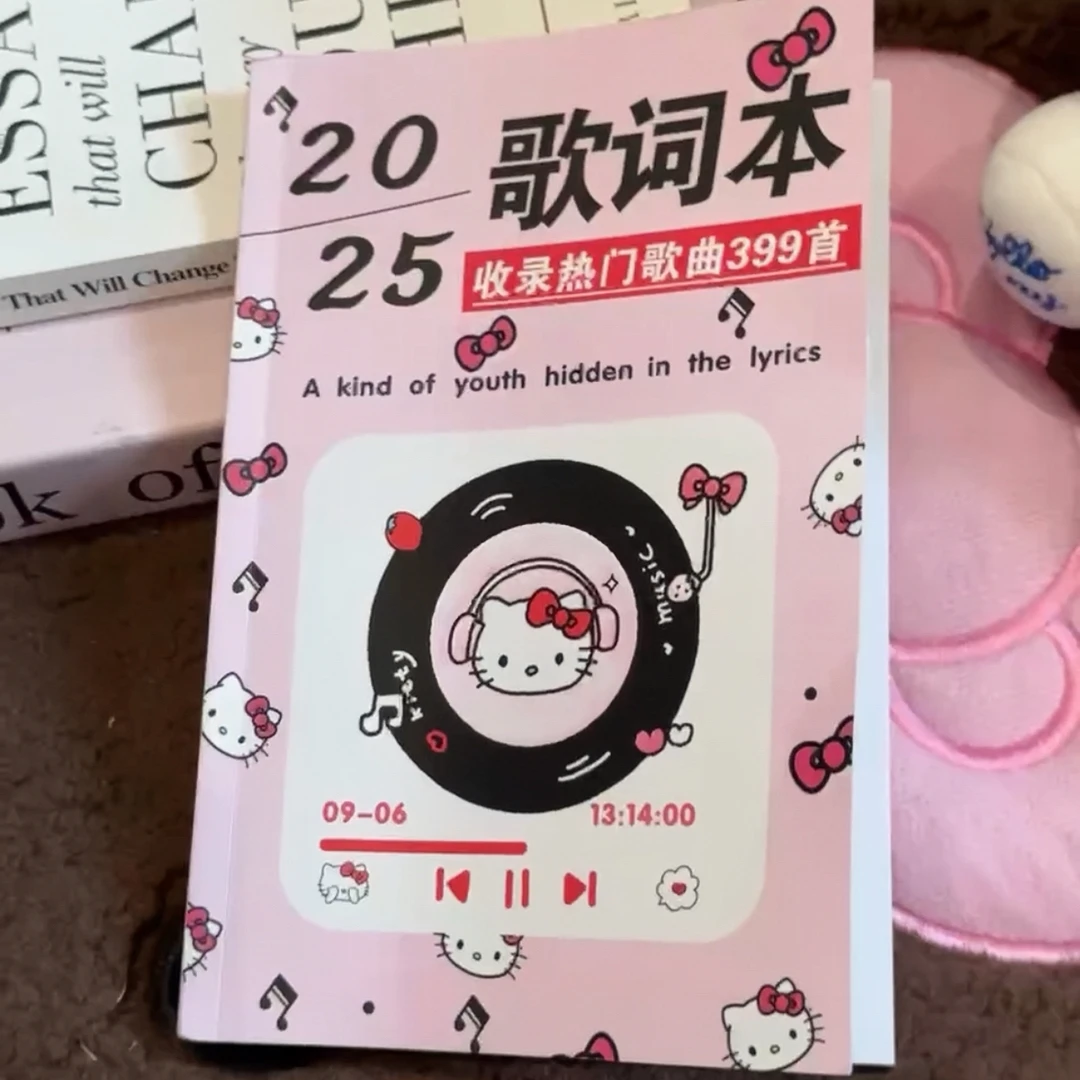 ESSA
that will
CHA
That Will Change
of
20
25
歌词本
收录热门歌曲399首
A kind of youth hidden in the lyrics
music
09-06
13:14:00